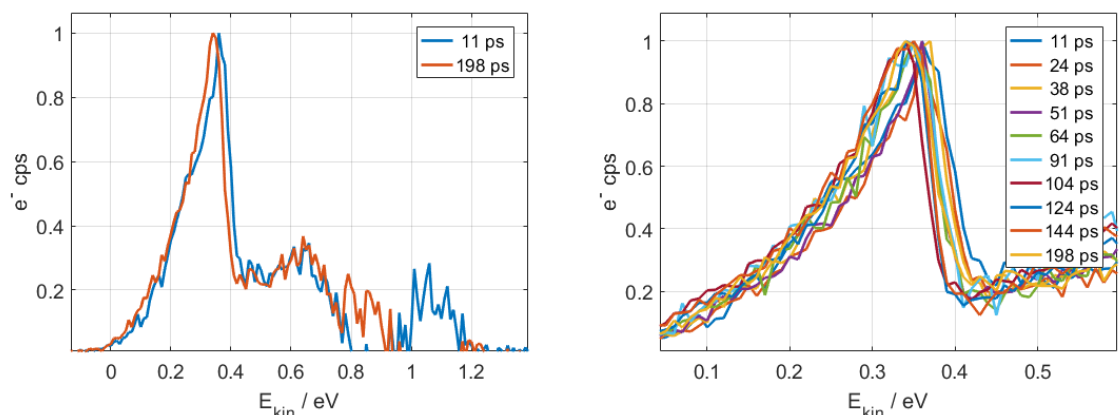 1
0.8
0.6
0.4
0.2
e⁻ cps
0 0.2 0.4 0.6 0.8 1 1.2
E_kin / eV
11 ps
198 ps
1
0.8
0.6
0.4
0.2
e⁻ cps
0.1 0.2 0.3 0.4 0.5
E_kin / eV
11 ps
24 ps
38 ps
51 ps
64 ps
91 ps
104 ps
124 ps
144 ps
198 ps